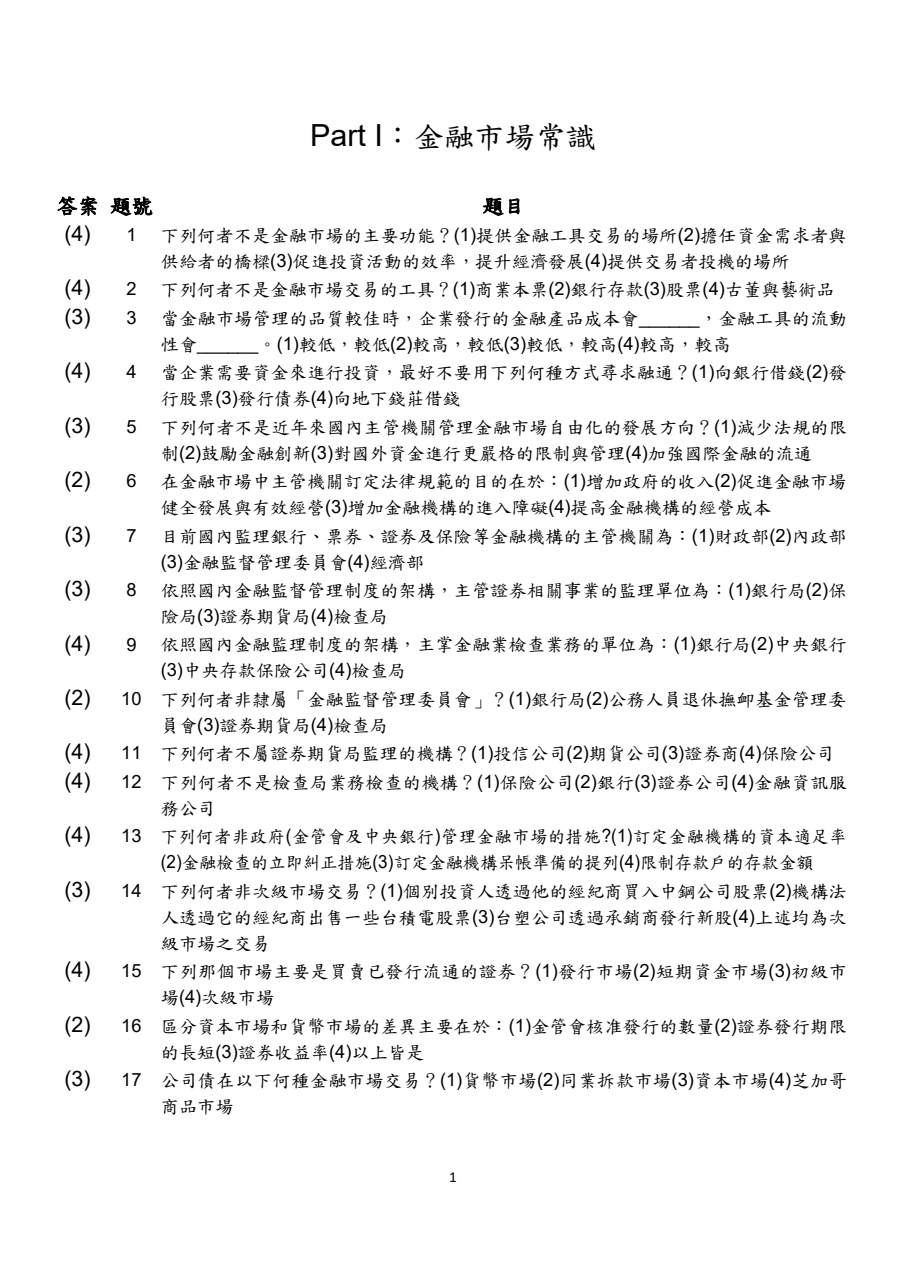 Part I：金融市場常識
答案 題號 題目
(4) 1 下列何者不是金融市場的主要功能？(1)提供金融工具交易的場所(2)擔任資金需求者與
供給者的橋樑(3)促進投資活動的效率，提升經濟發展(4)提供交易者投機的場所
(4) 2 下列何者不是金融市場交易的工具？(1)商業本票(2)銀行存款(3)股票(4)古董與藝術品
(3) 3 當金融市場管理的品質較佳時，企業發行的金融產品成本會______，金融工具的流動
性會______。(1)較低，較低(2)較高，較低(3)較低，較高(4)較高，較高
(4) 4 當企業需要資金來進行投資，最好不要用下列何種方式尋求融通？(1)向銀行借錢(2)發
行股票(3)發行債券(4)向地下錢莊借錢
(3) 5 下列何者不是近年來國內主管機關管理金融市場自由化的發展方向？(1)減少法規的限
制(2)鼓勵金融創新(3)對國外資金進行更嚴格的限制與管理(4)加強國際金融的流通
(2) 6 在金融市場中主管機關訂定法律規範的目的在於：(1)增加政府的收入(2)促進金融市場
健全發展與有效經營(3)增加金融機構的進入障礙(4)提高金融機構的經營成本
(3) 7 目前國內監理銀行、票券、證券及保險等金融機構的主管機關為：(1)財政部(2)內政部
(3)金融監督管理委員會(4)經濟部
(3) 8 依照國內金融監督管理制度的架構，主管證券相關事業的監理單位為：(1)銀行局(2)保
險局(3)證券期貨局(4)檢查局
(4) 9 依照國內金融監理制度的架構，主掌金融業檢查業務的單位為：(1)銀行局(2)中央銀行
(3)中央存款保險公司(4)檢查局
(2) 10 下列何者非隸屬「金融監督管理委員會」？(1)銀行局(2)公務人員退休撫卹基金管理委
員會(3)證券期貨局(4)檢查局
(4) 11 下列何者不屬證券期貨局監理的機構？(1)投信公司(2)期貨公司(3)證券商(4)保險公司
(4) 12 下列何者不是檢查局業務檢查的機構？(1)保險公司(2)銀行(3)證券公司(4)金融資訊服
務公司
(4) 13 下列何者非政府(金管會及中央銀行)管理金融市場的措施?(1)訂定金融機構的資本適足率
(2)金融檢查的立即糾正措施(3)訂定金融機構呆帳準備的提列(4)限制存款戶的存款金額
(3) 14 下列何者非次級市場交易？(1)個別投資人透過他的經紀商買入中鋼公司股票(2)機構法
人透過它的經紀商出售一些台積電股票(3)台塑公司透過承銷商發行新股(4)上述均為次
級市場之交易
(4) 15 下列那個市場主要是買賣已發行流通的證券？(1)發行市場(2)短期資金市場(3)初級市
場(4)次級市場
(2) 16 區分資本市場和貨幣市場的差異主要在於：(1)金管會核准發行的數量(2)證券發行期限
的長短(3)證券收益率(4)以上皆是
(3) 17 公司債在以下何種金融市場交易？(1)貨幣市場(2)同業拆款市場(3)資本市場(4)芝加哥
商品市場
1